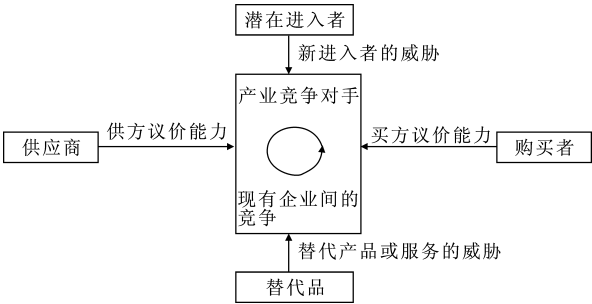 潜在进入者
新进入者的威胁
产业竞争对手
供方议价能力
买方议价能力
供应商
购买者
现有企业间的
竞争
替代产品或服务的威胁
替代品